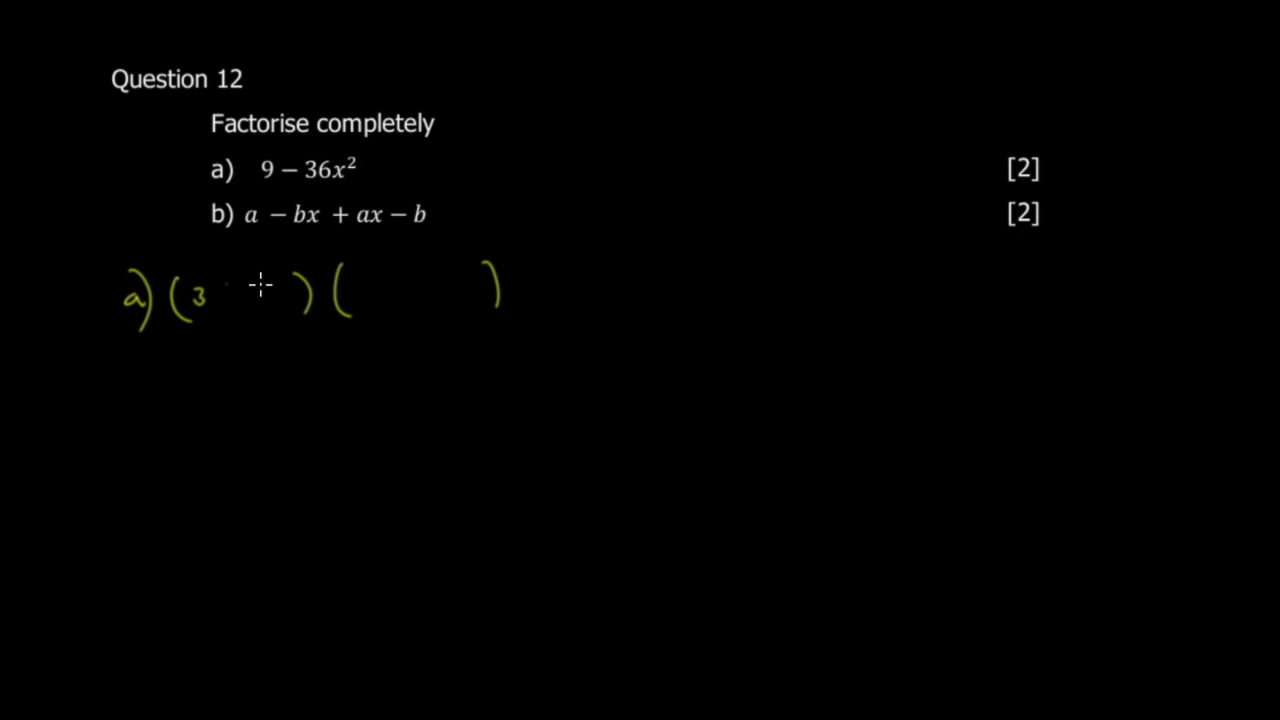 Question 12
Factorise completely
a) 9 − 36x² [2]
b) a − bx + ax − b [2]
a) (3 ) ( )